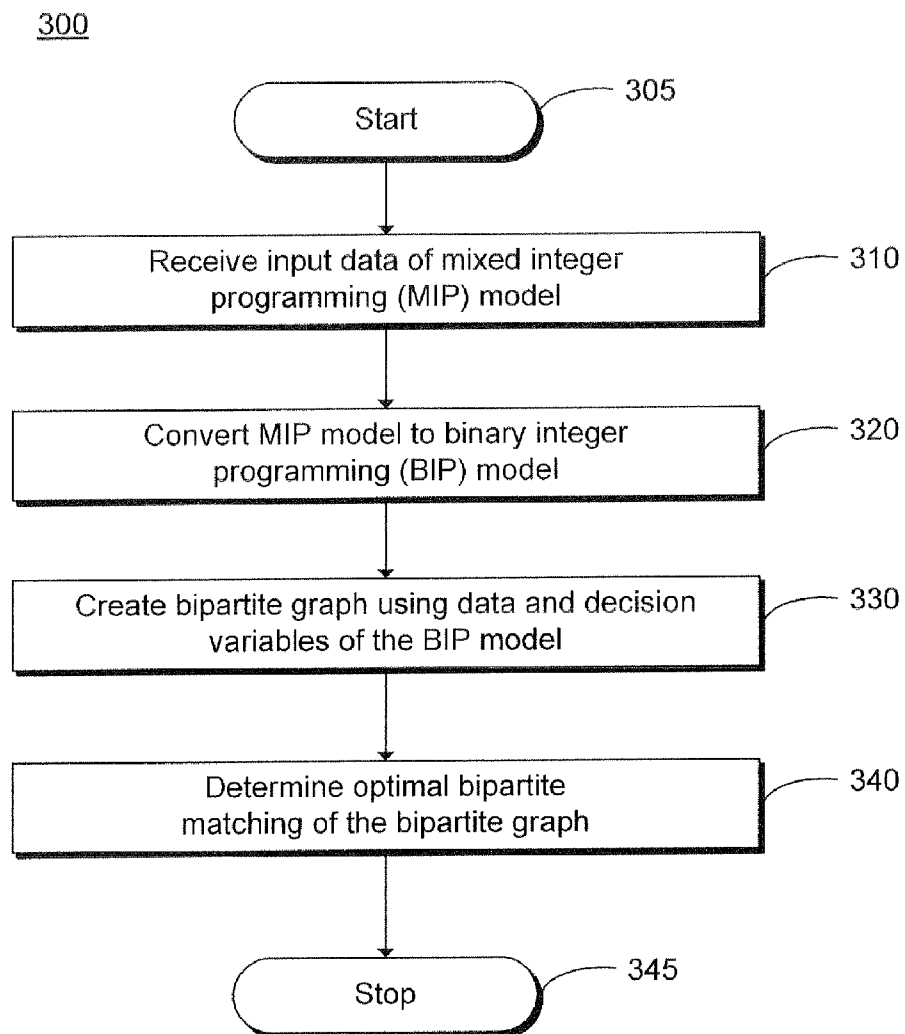 300
Start
305
Receive input data of mixed integer
programming (MIP) model
310
Convert MIP model to binary integer
programming (BIP) model
320
Create bipartite graph using data and decision
variables of the BIP model
330
Determine optimal bipartite
matching of the bipartite graph
340
Stop
345